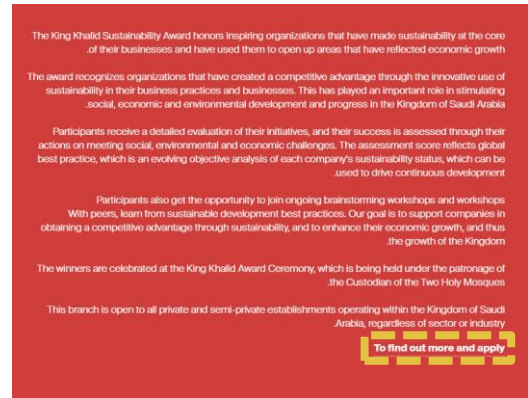 The King Khalid Sustainability Award honors inspiring organizations that have made sustainability at the core
.of their businesses and have used them to open up areas that have reflected economic growth
The award recognizes organizations that have created a competitive advantage through the innovative use of
sustainability in their business practices and businesses. This has played an important role in stimulating
.social, economic and environmental development and progress in the Kingdom of Saudi Arabia
Participants receive a detailed evaluation of their initiatives, and their success is assessed through their
actions on meeting social, environmental and economic challenges. The assessment score reflects global
best practice, which is an evolving objective analysis of each company's sustainability status, which can be
.used to drive continuous development
Participants also get the opportunity to join ongoing brainstorming workshops and workshops
With peers, learn from sustainable development best practices. Our goal is to support companies in
obtaining a competitive advantage through sustainability, and to enhance their economic growth, and thus
.the growth of the Kingdom
The winners are celebrated at the King Khalid Award Ceremony, which is being held under the patronage of
.the Custodian of the Two Holy Mosques
This branch is open to all private and semi-private establishments operating within the Kingdom of Saudi
.Arabia, regardless of sector or industry
To find out more and apply